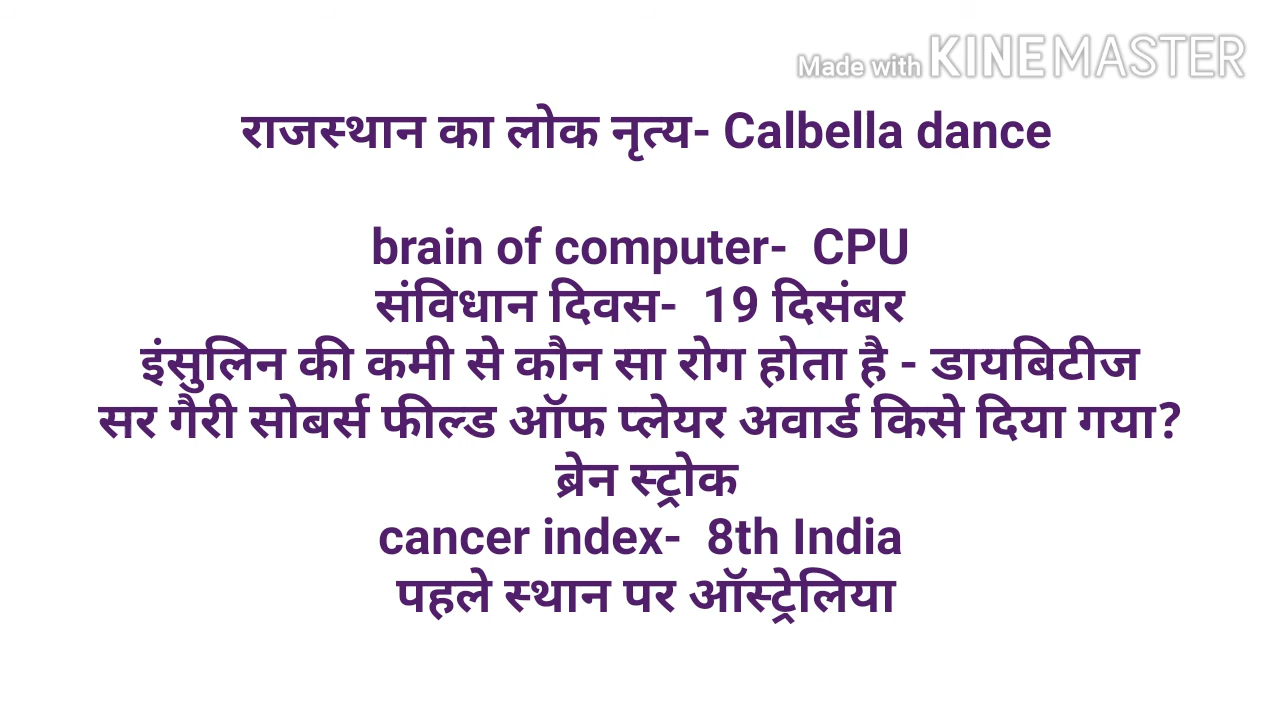 Made with KINEMASTER
राजस्थान का लोक नृत्य- Calbella dance
brain of computer- CPU
संविधान दिवस- 19 दिसंबर
इंसुलिन की कमी से कौन सा रोग होता है - डायबिटीज
सर गैरी सोबर्स फील्ड ऑफ प्लेयर अवार्ड किसे दिया गया?
ब्रेन स्ट्रोक
cancer index- 8th India
पहले स्थान पर ऑस्ट्रेलिया